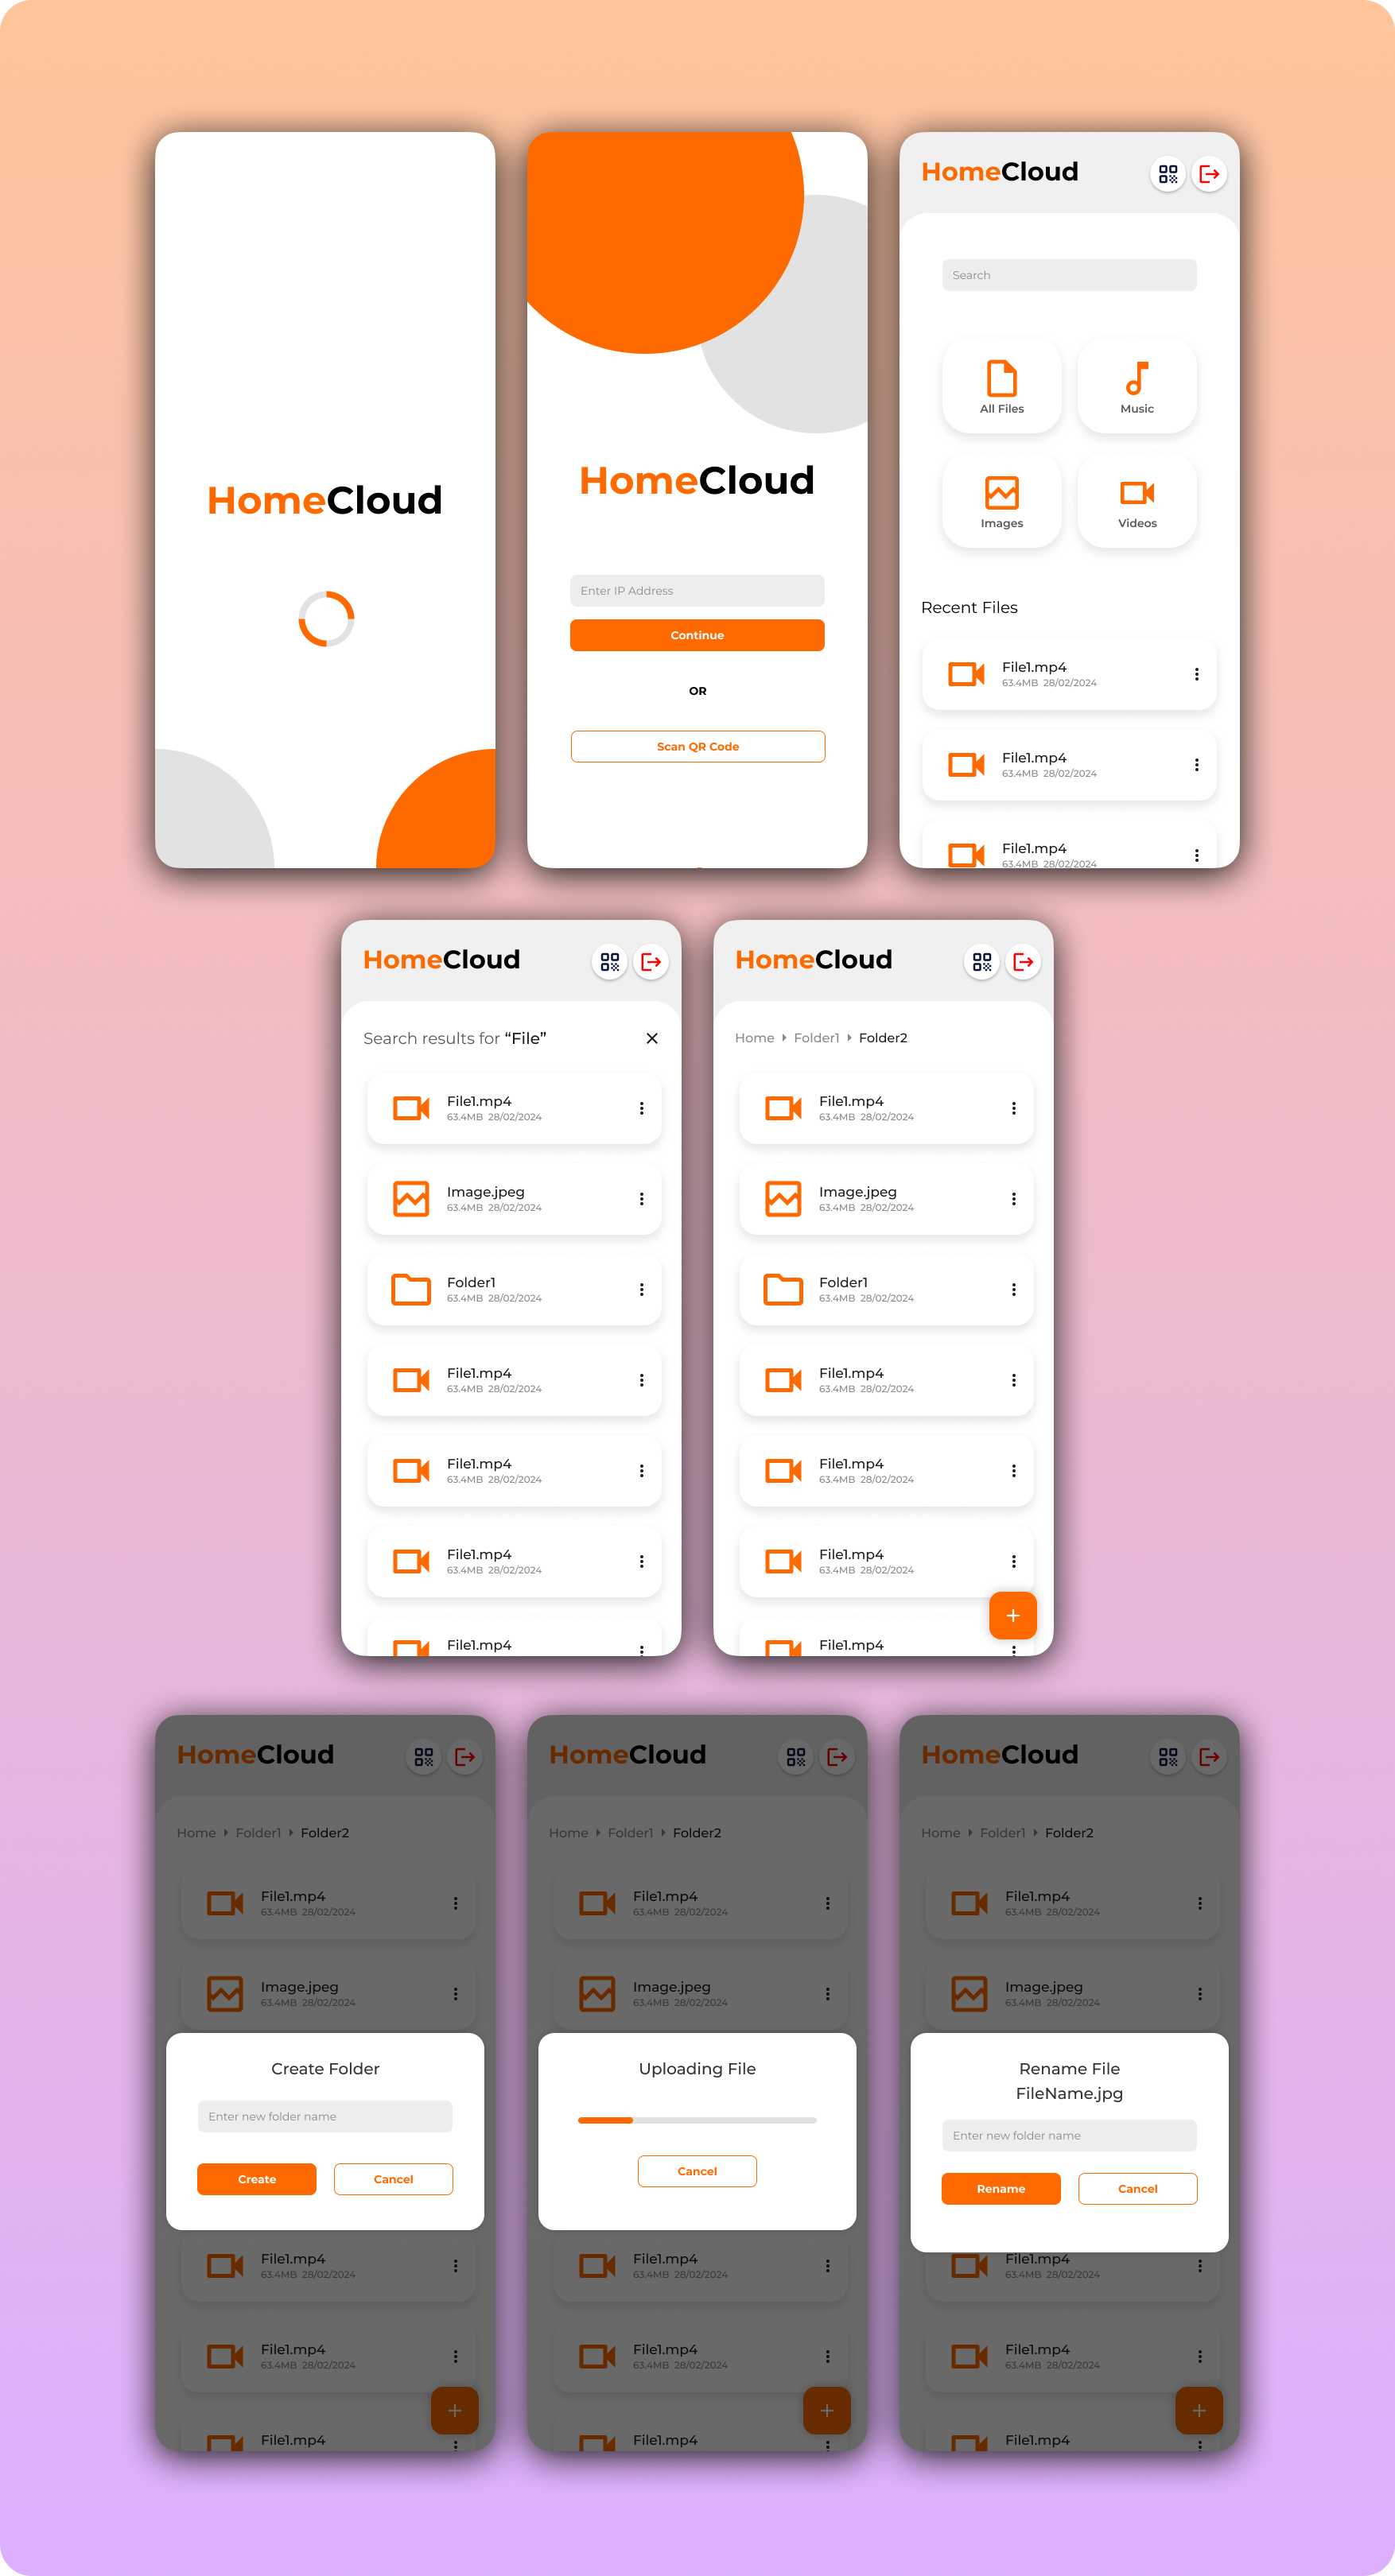 HomeCloud
HomeCloud
Enter IP Address
Continue
OR
Scan QR Code
HomeCloud
Search
All Files
Music
Images
Videos
Recent Files
File1.mp4
63.4MB 28/02/2024
File1.mp4
63.4MB 28/02/2024
File1.mp4
63.4MB 28/02/2024
HomeCloud
Search results for “File”
File1.mp4
63.4MB 28/02/2024
Image.jpeg
63.4MB 28/02/2024
Folder1
63.4MB 28/02/2024
File1.mp4
63.4MB 28/02/2024
File1.mp4
63.4MB 28/02/2024
File1.mp4
63.4MB 28/02/2024
File1.mp4
HomeCloud
Home Folder1 Folder2
File1.mp4
63.4MB 28/02/2024
Image.jpeg
63.4MB 28/02/2024
Folder1
63.4MB 28/02/2024
File1.mp4
63.4MB 28/02/2024
File1.mp4
63.4MB 28/02/2024
File1.mp4
63.4MB 28/02/2024
File1.mp4
HomeCloud
Home Folder1 Folder2
File1.mp4
63.4MB 28/02/2024
Image.jpeg
63.4MB 28/02/2024
Create Folder
Enter new folder name
Create
Cancel
File1.mp4
63.4MB 28/02/2024
File1.mp4
63.4MB 28/02/2024
File1.mp4
HomeCloud
Home Folder1 Folder2
File1.mp4
63.4MB 28/02/2024
Image.jpeg
63.4MB 28/02/2024
Uploading File
Cancel
File1.mp4
63.4MB 28/02/2024
File1.mp4
63.4MB 28/02/2024
File1.mp4
HomeCloud
Home Folder1 Folder2
File1.mp4
63.4MB 28/02/2024
Image.jpeg
63.4MB 28/02/2024
Rename File
FileName.jpg
Enter new folder name
Rename
Cancel
File1.mp4
63.4MB 28/02/2024
File1.mp4
63.4MB 28/02/2024
File1.mp4